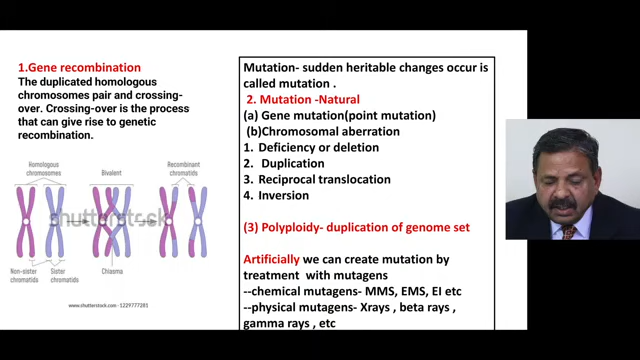 1.Gene recombination
The duplicated homologous
chromosomes pair and crossing-
over. Crossing-over is the process
that can give rise to genetic
recombination.
Homologous
chromosomes
Bivalent
Recombinant
chromatids
shutterstock
Non-sister
chromatids
Sister
chromatids
Chiasma
www.shutterstock.com · 1229777281
Mutation- sudden heritable changes occur is
called mutation .
2. Mutation -Natural
(a) Gene mutation(point mutation)
(b)Chromosomal aberration
1. Deficiency or deletion
2. Duplication
3. Reciprocal translocation
4. Inversion
(3) Polyploidy- duplication of genome set
Artificially we can create mutation by
treatment with mutagens
--chemical mutagens- MMS, EMS, EI etc
--physical mutagens- Xrays , beta rays ,
gamma rays , etc